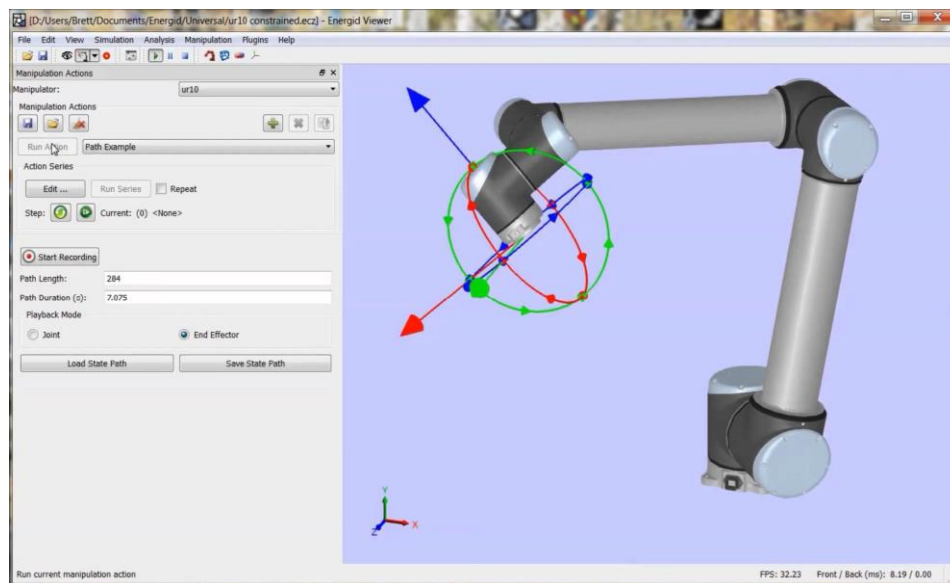 [D:/Users/Brett/Documents/Energid/Universal/ur10 constrained.ecz] - Energid Viewer
File Edit View Simulation Analysis Manipulation Plugins Help
Manipulation Actions
Manipulator: ur10
Manipulation Actions
Run Action Path Example
Action Series
Edit ... Run Series Repeat
Step: Current: (0) <None>
Start Recording
Path Length: 284
Path Duration (s): 7.075
Playback Mode
Joint End Effector
Load State Path Save State Path
Y
X
Z
Run current manipulation action FPS: 32.23 Front / Back (ms): 8.19 / 0.00